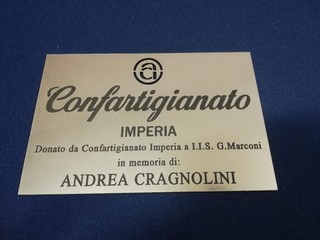 a
Confartigianato
IMPERIA
Donato da Confartigianato Imperia a I.I.S. G.Marconi
in memoria di:
ANDREA CRAGNOLINI